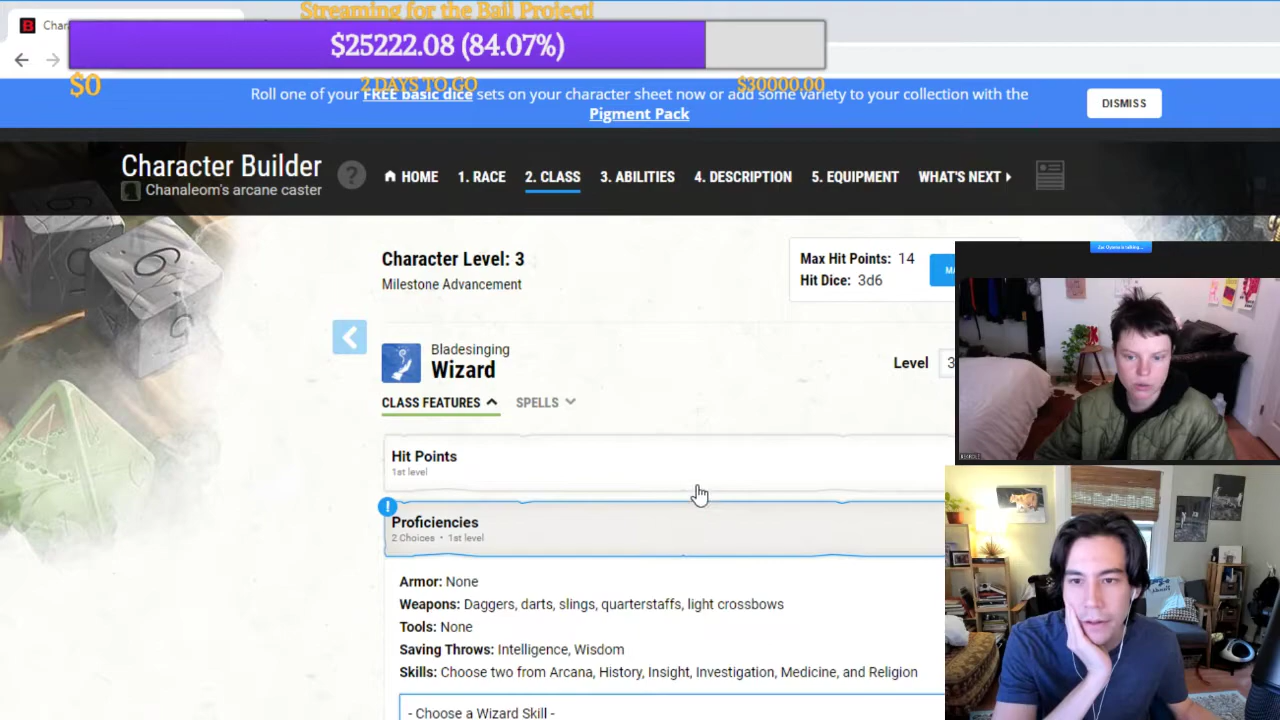 Streaming for the Bail Project!
Char
$25222.08 (84.07%)
$0
2 DAYS TO GO
$30000.00
Roll one of your FREE basic dice sets on your character sheet now or add some variety to your collection with the
Pigment Pack
DISMISS
Character Builder
Chanaleom's arcane caster
?
HOME
1. RACE
2. CLASS
3. ABILITIES
4. DESCRIPTION
5. EQUIPMENT
WHAT'S NEXT
Character Level: 3
Milestone Advancement
Max Hit Points: 14
Hit Dice: 3d6
MA
Bladesinging
Wizard
Level 3
CLASS FEATURES
SPELLS
Hit Points
1st level
!
Proficiencies
2 Choices • 1st level
Armor: None
Weapons: Daggers, darts, slings, quarterstaffs, light crossbows
Tools: None
Saving Throws: Intelligence, Wisdom
Skills: Choose two from Arcana, History, Insight, Investigation, Medicine, and Religion
- Choose a Wizard Skill -